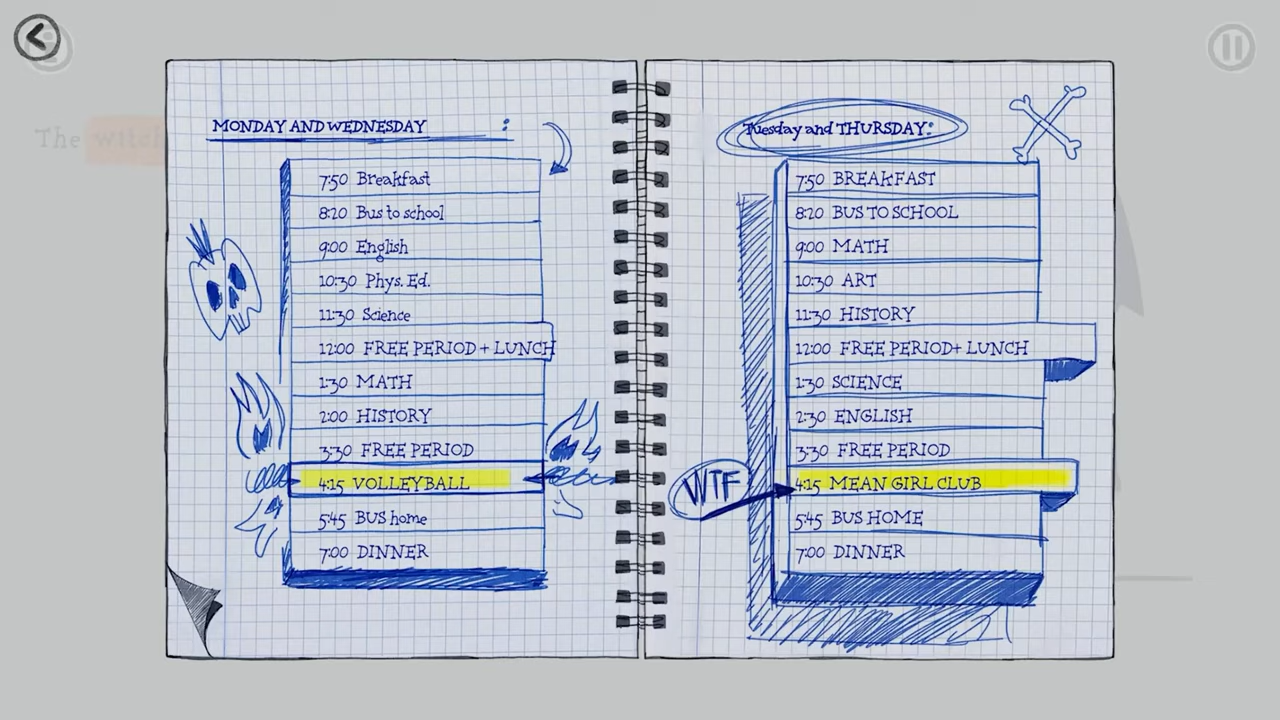 The witch
MONDAY AND WEDNESDAY :
7:50 Breakfast
8:20 Bus to school
9:00 English
10:30 Phys. Ed.
11:30 Science
12:00 FREE PERIOD + LUNCH
1:30 MATH
2:00 HISTORY
3:30 FREE PERIOD
4:15 VOLLEYBALL
5:45 BUS home
7:00 DINNER
Tuesday and THURSDAY:
7:50 BREAKFAST
8:20 BUS TO SCHOOL
9:00 MATH
10:30 ART
11:30 HISTORY
12:00 FREE PERIOD+ LUNCH
1:30 SCIENCE
2:30 ENGLISH
3:30 FREE PERIOD
WTF
4:15 MEAN GIRL CLUB
5:45 BUS HOME
7:00 DINNER